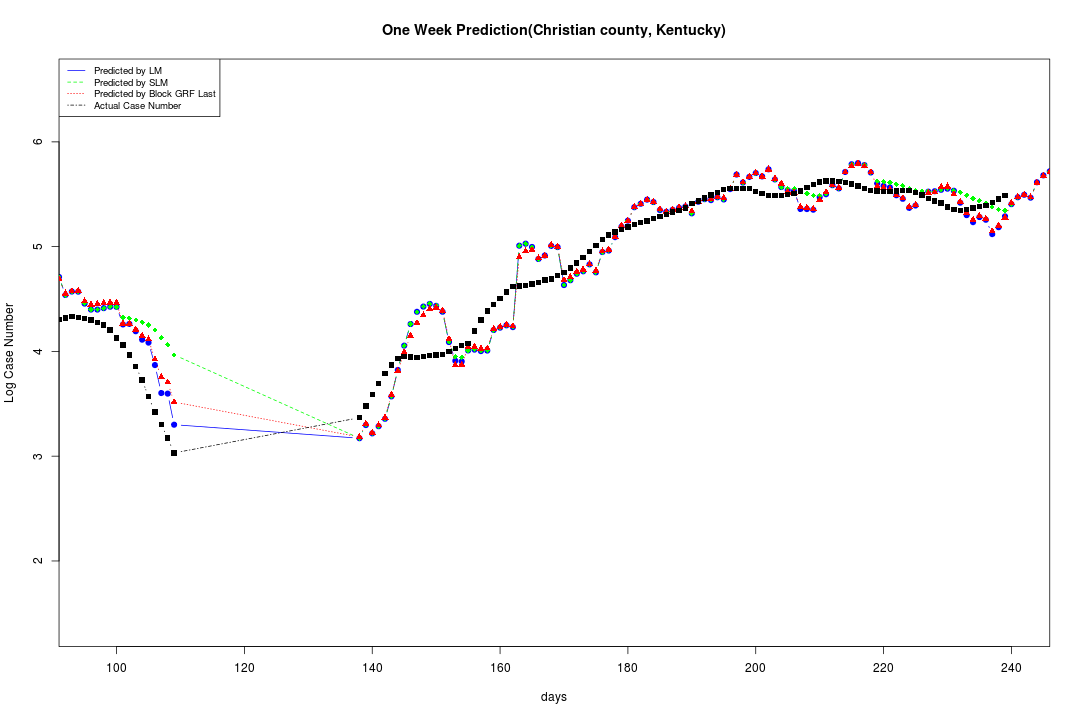 One Week Prediction(Christian county, Kentucky)
Predicted by LM
Predicted by SLM
Predicted by Block GRF Last
Actual Case Number
Log Case Number
6
5
4
3
2
100 120 140 160 180 200 220 240
days